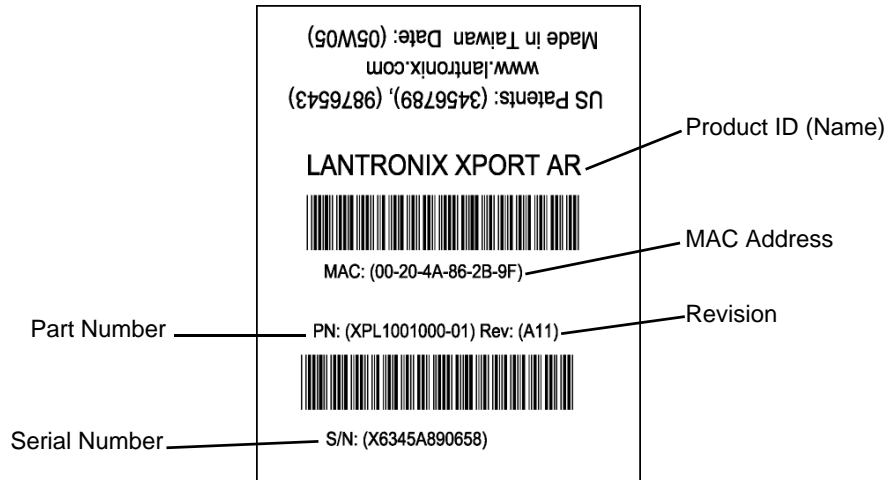 US Patents: (3456789), (9876543)
www.lantronix.com
Made in Taiwan Date: (05W05)
Product ID (Name)
LANTRONIX XPORT AR
MAC Address
MAC: (00-20-4A-86-2B-9F)
Revision
Part Number
PN: (XPL1001000-01) Rev: (A11)
Serial Number
S/N: (X6345A890658)